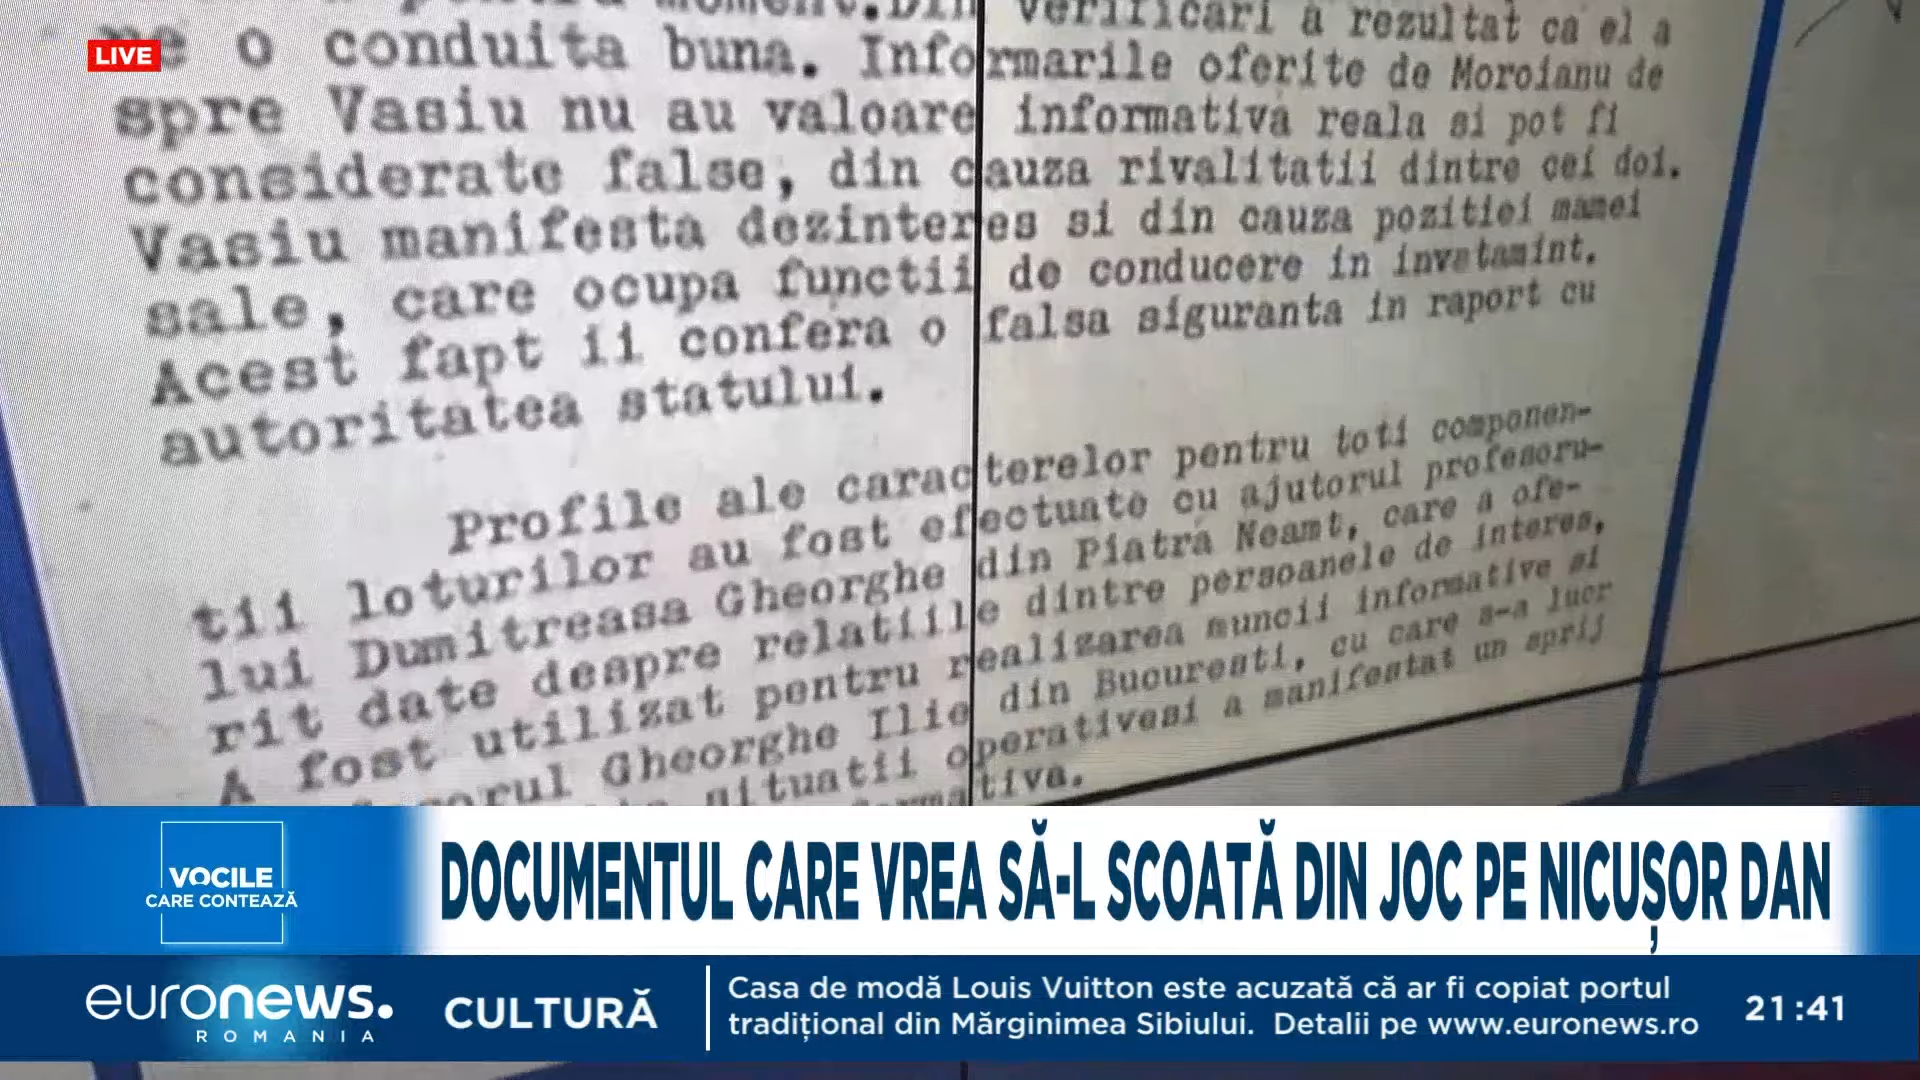 LIVE
verificari a rezultat ca el a
o conduita buna. Informarile oferite de Moroianu de
spre Vasiu nu au valoare informativa reala si pot fi
considerate false, din cauza rivalitatii dintre cei doi.
Vasiu manifesta dezinteres si din cauza pozitiei mamei
sale, care ocupa functii de conducere in invatamint.
Acest fapt ii confera o falsa siguranta in raport cu
autoritatea statului.
Profile ale caracterelor pentru toti componen-
tii loturilor au fost efectuate cu ajutorul profesoru-
lui Dumitreasa Gheorghe din Piatra Neamt, care a ofe-
rit date despre relatiile dintre persoanele de interes,
A fost utilizat pentru realizarea muncii informative si
Gheorghe Ilie din Bucuresti, cu care s-a lucr
situatii operativesi a manifestat un sprij
VOCILE
CARE CONTEAZĂ
DOCUMENTUL CARE VREA SĂ-L SCOATĂ DIN JOC PE NICUȘOR DAN
euronews.
ROMANIA
CULTURĂ
Casa de modă Louis Vuitton este acuzată că ar fi copiat portul
tradițional din Mărginimea Sibiului. Detalii pe www.euronews.ro
21:41